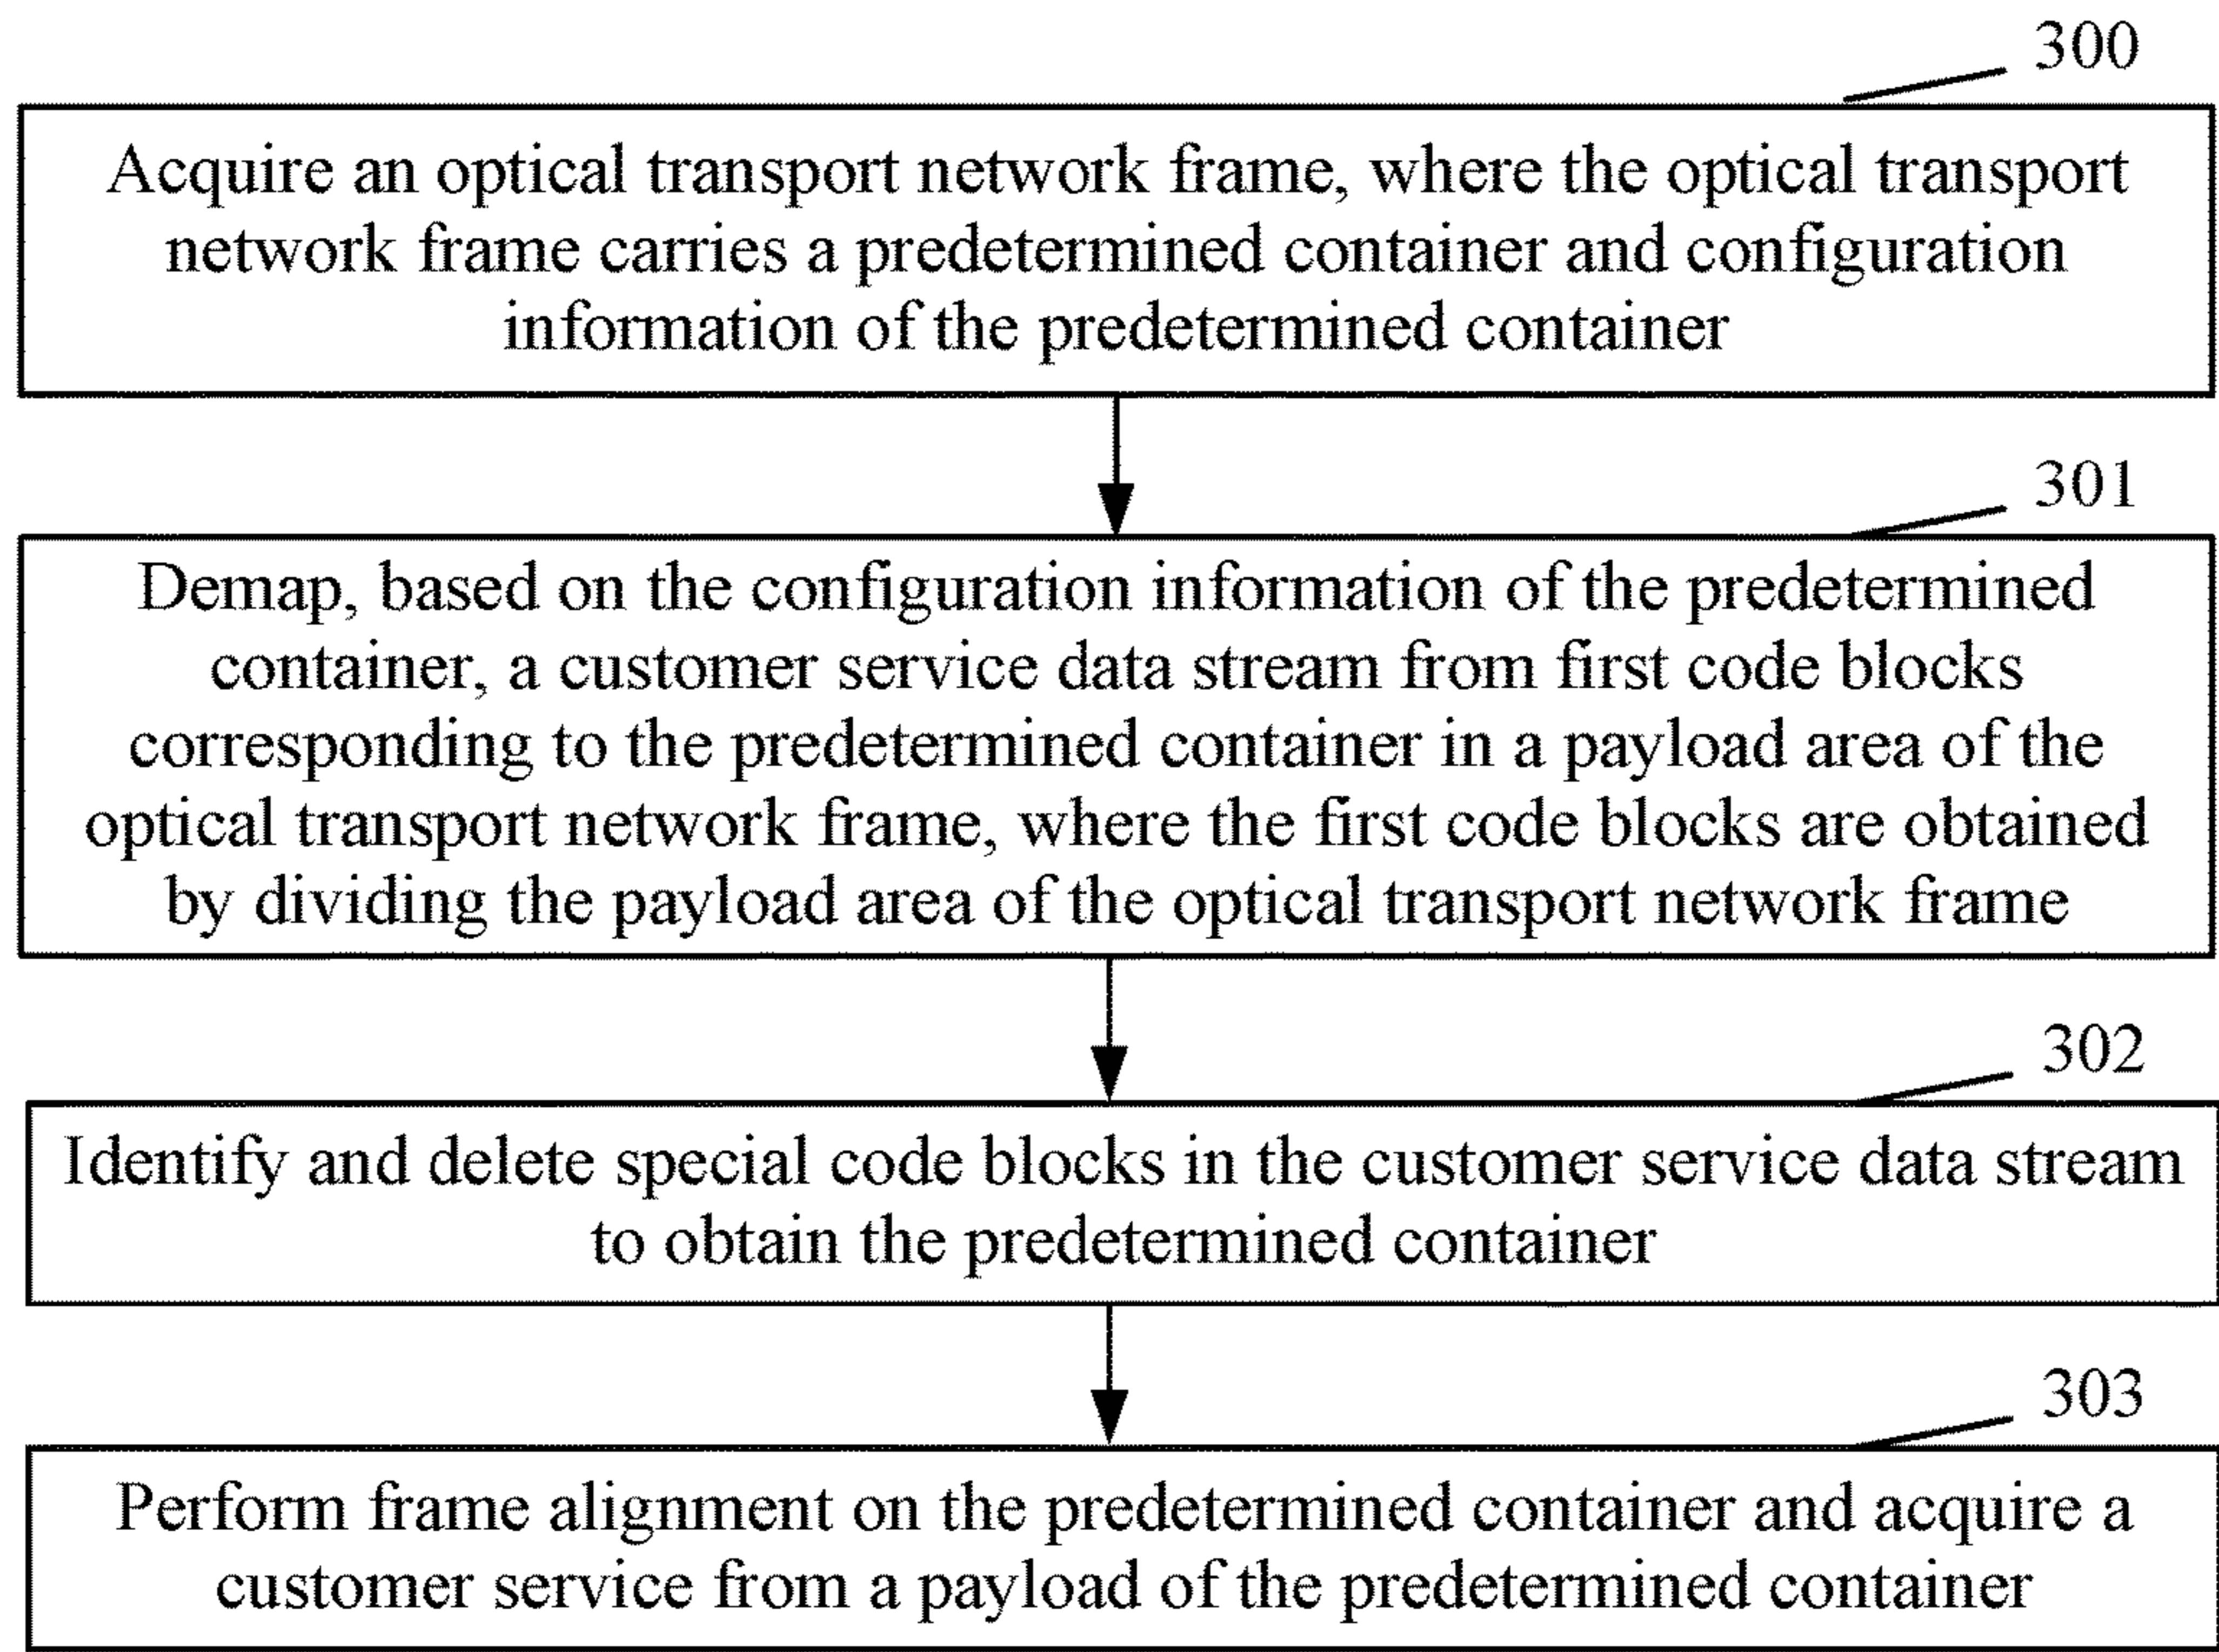 300
Acquire an optical transport network frame, where the optical transport
network frame carries a predetermined container and configuration
information of the predetermined container
301
Demap, based on the configuration information of the predetermined
container, a customer service data stream from first code blocks
corresponding to the predetermined container in a payload area of the
optical transport network frame, where the first code blocks are obtained
by dividing the payload area of the optical transport network frame
302
Identify and delete special code blocks in the customer service data stream
to obtain the predetermined container
303
Perform frame alignment on the predetermined container and acquire a
customer service from a payload of the predetermined container